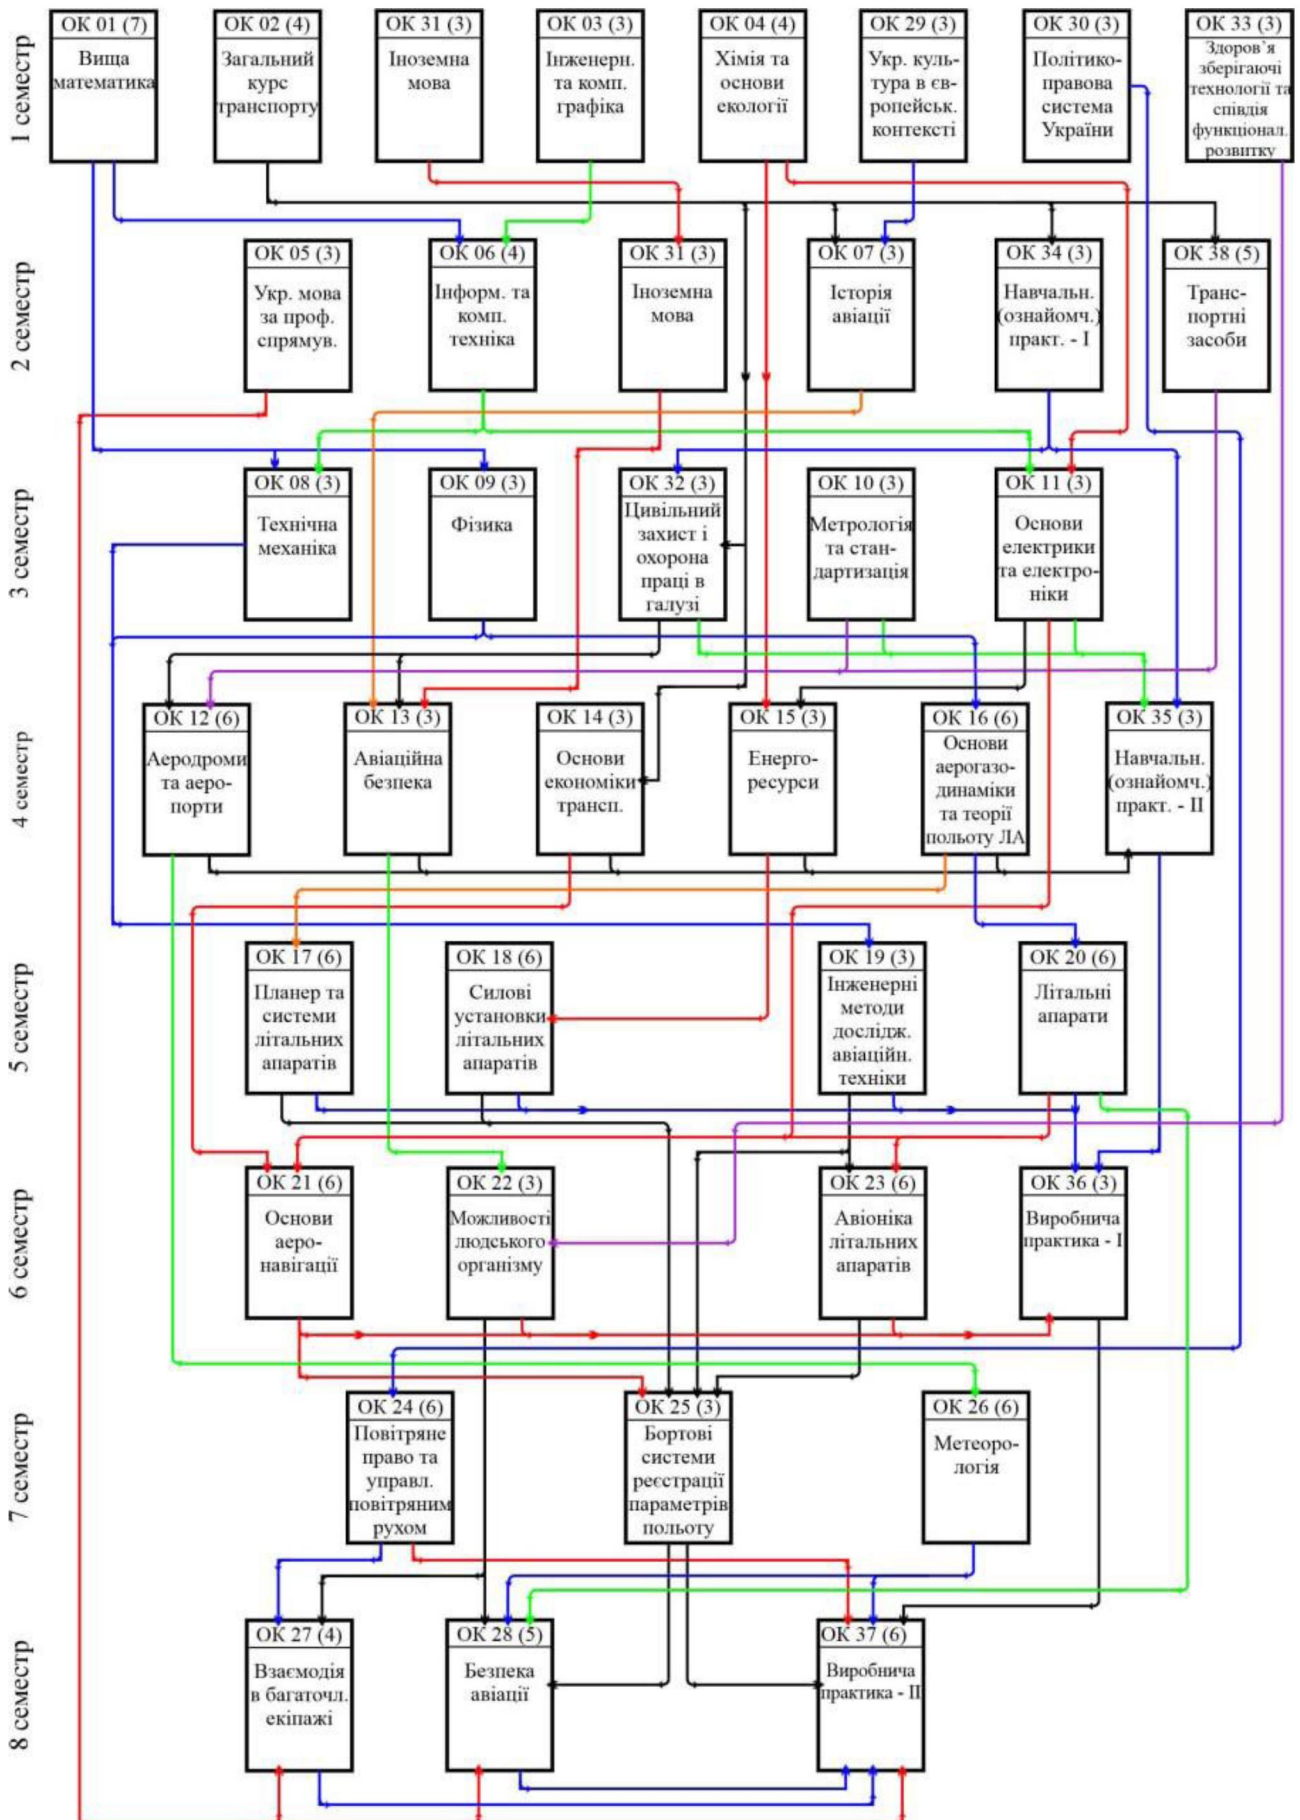 1 семестр
ОК 01 (7)
Вища
математика
ОК 02 (4)
Загальний
курс
транспорту
ОК 31 (3)
Іноземна
мова
ОК 03 (3)
Інженерн.
та комп.
графіка
ОК 04 (4)
Хімія та
основи
екології
ОК 29 (3)
Укр. куль-
тура в єв-
ропейськ.
контексті
ОК 30 (3)
Політико-
правова
система
України
ОК 33 (3)
Здоров’я
зберігаючі
технології та
співдія
функціонал.
розвитку
2 семестр
ОК 05 (3)
Укр. мова
за проф.
спрямув.
ОК 06 (4)
Інформ. та
комп.
техніка
ОК 31 (3)
Іноземна
мова
ОК 07 (3)
Історія
авіації
ОК 34 (3)
Навчальн.
(ознайомч.)
практ. - І
ОК 38 (5)
Транс-
портні
засоби
3 семестр
ОК 08 (3)
Технічна
механіка
ОК 09 (3)
Фізика
ОК 32 (3)
Цивільний
захист і
охорона
праці в
галузі
ОК 10 (3)
Метрологія
та стан-
дартизація
ОК 11 (3)
Основи
електрики
та електро-
ніки
4 семестр
ОК 12 (6)
Аеродроми
та аеро-
порти
ОК 13 (3)
Авіаційна
безпека
ОК 14 (3)
Основи
економіки
трансп.
ОК 15 (3)
Енерго-
ресурси
ОК 16 (6)
Основи
аерогазо-
динаміки
та теорії
польоту ЛА
ОК 35 (3)
Навчальн.
(ознайомч.)
практ. - ІІ
5 семестр
ОК 17 (6)
Планер та
системи
літальних
апаратів
ОК 18 (6)
Силові
установки
літальних
апаратів
ОК 19 (3)
Інженерні
методи
дослідж.
авіаційн.
техніки
ОК 20 (6)
Літальні
апарати
6 семестр
ОК 21 (6)
Основи
аеро-
навігації
ОК 22 (3)
Можливості
людського
організму
ОК 23 (6)
Авіоніка
літальних
апаратів
ОК 36 (3)
Виробнича
практика - І
7 семестр
ОК 24 (6)
Повітряне
право та
управл.
повітряним
рухом
ОК 25 (3)
Бортові
системи
реєстрації
параметрів
польоту
ОК 26 (6)
Метеоро-
логія
8 семестр
ОК 27 (4)
Взаємодія
в багаточл.
екіпажі
ОК 28 (5)
Безпека
авіації
ОК 37 (6)
Виробнича
практика - ІІ